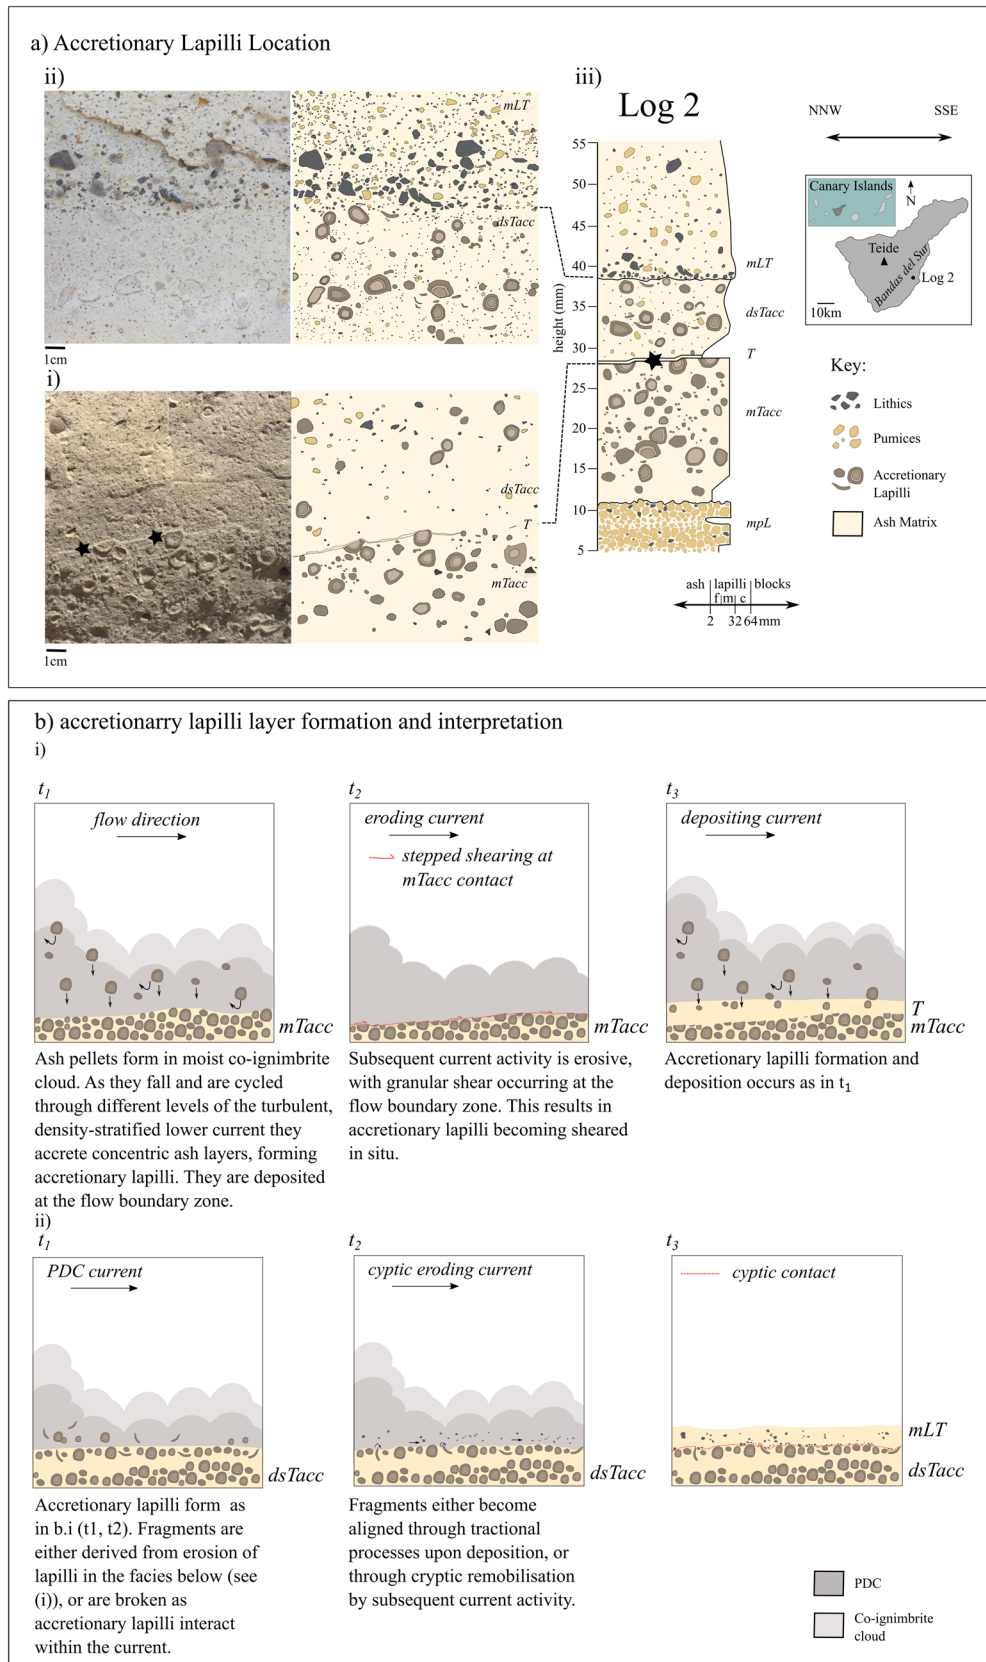 a) Accretionary Lapilli Location
ii)
mLT
dsTacc
1cm
i)
dsTacc
T
mTacc
1cm
iii)
Log 2
55
50
45
40
35
30
25
20
15
10
5
height (mm)
mLT
dsTacc
T
mTacc
mpL
ash lapilli blocks
f m c
2 32 64 mm
NNW SSE
Canary Islands
N
Teide
Bandas del Sur
Log 2
10km
Key:
Lithics
Pumices
Accretionary
Lapilli
Ash Matrix
b) accretionarry lapilli layer formation and interpretation
i)
t1
flow direction
mTacc
Ash pellets form in moist co-ignimbrite
cloud. As they fall and are cycled
through different levels of the turbulent,
density-stratified lower current they
accrete concentric ash layers, forming
accretionary lapilli. They are deposited
at the flow boundary zone.
t2
eroding current
stepped shearing at
mTacc contact
mTacc
Subsequent current activity is erosive,
with granular shear occurring at the
flow boundary zone. This results in
accretionary lapilli becoming sheared
in situ.
t3
depositing current
T
mTacc
Accretionary lapilli formation and
deposition occurs as in t1
ii)
t1
PDC current
dsTacc
Accretionary lapilli form as
in b.i (t1, t2). Fragments are
either derived from erosion of
lapilli in the facies below (see
(i)), or are broken as
accretionary lapilli interact
within the current.
t2
cyptic eroding current
dsTacc
Fragments either become
aligned through tractional
processes upon deposition, or
through cryptic remobilisation
by subsequent current activity.
t3
cyptic contact
mLT
dsTacc
PDC
Co-ignimbrite
cloud